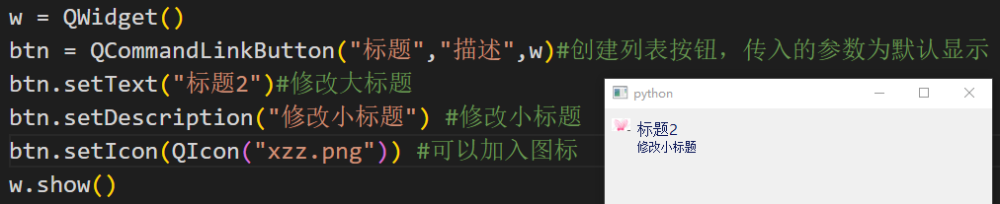 w = QWidget()
btn = QCommandLinkButton("标题","描述",w)#创建列表按钮，传入的参数为默认显示
btn.setText("标题2")#修改大标题
btn.setDescription("修改小标题") #修改小标题
btn.setIcon(QIcon("xzz.png")) #可以加入图标
w.show()
python
标题2
修改小标题